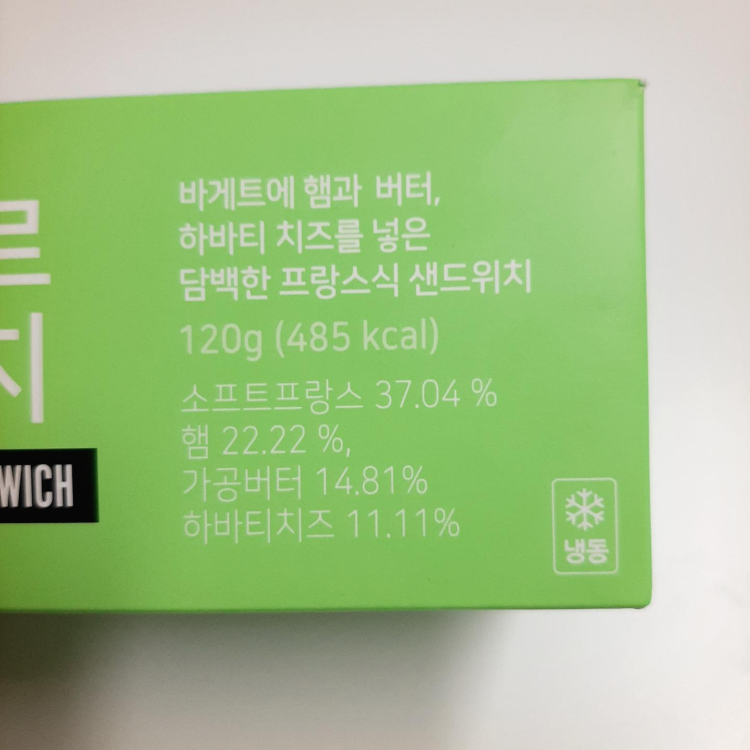 르
치
WICH
바게트에 햄과 버터,
하바티 치즈를 넣은
담백한 프랑스식 샌드위치
120g (485 kcal)
소프트프랑스 37.04 %
햄 22.22 %,
가공버터 14.81%
하바티치즈 11.11%
냉동